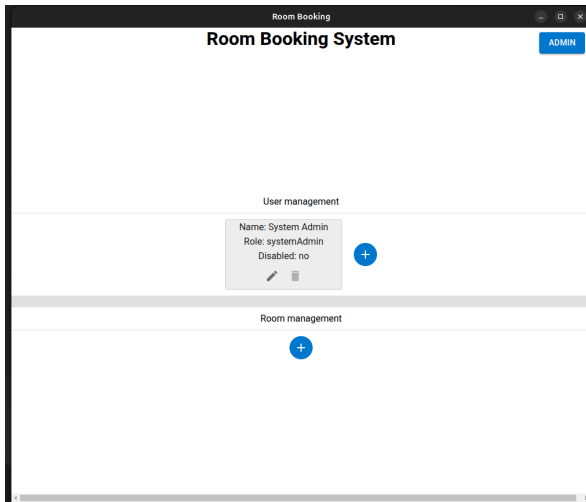 Room Booking
Room Booking System
ADMIN
User management
Name: System Admin
Role: systemAdmin
Disabled: no
Room management